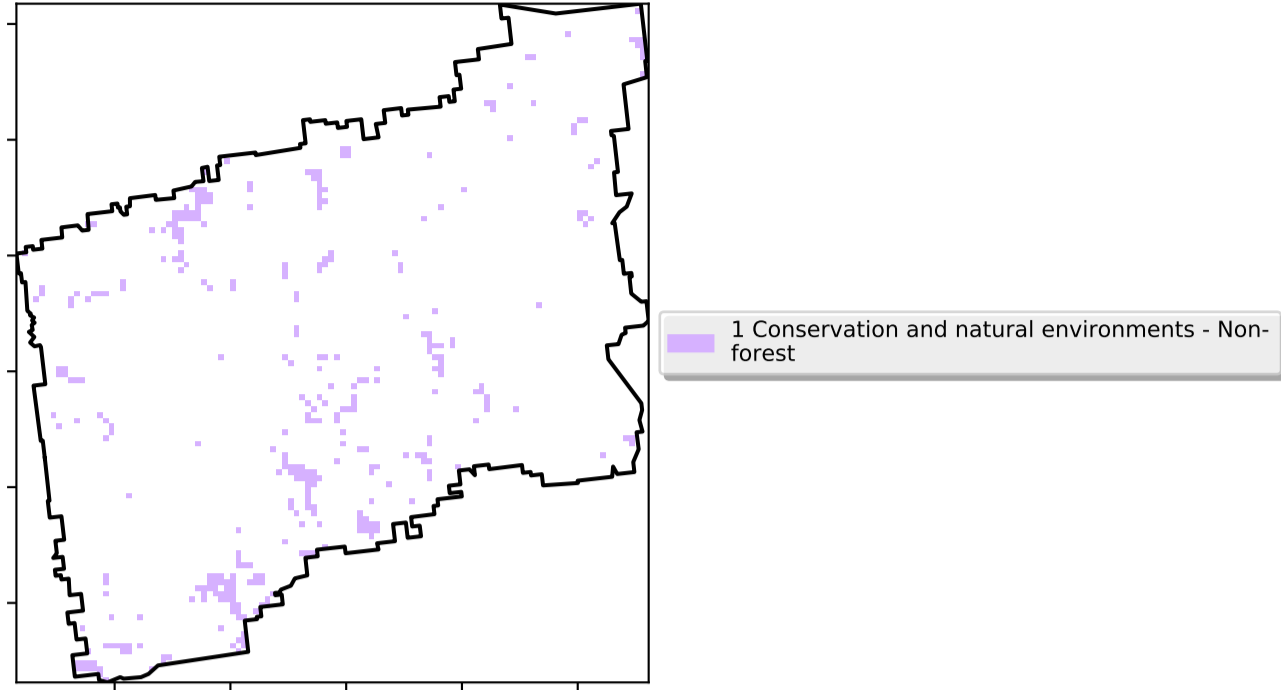 1 Conservation and natural environments - Non-
forest